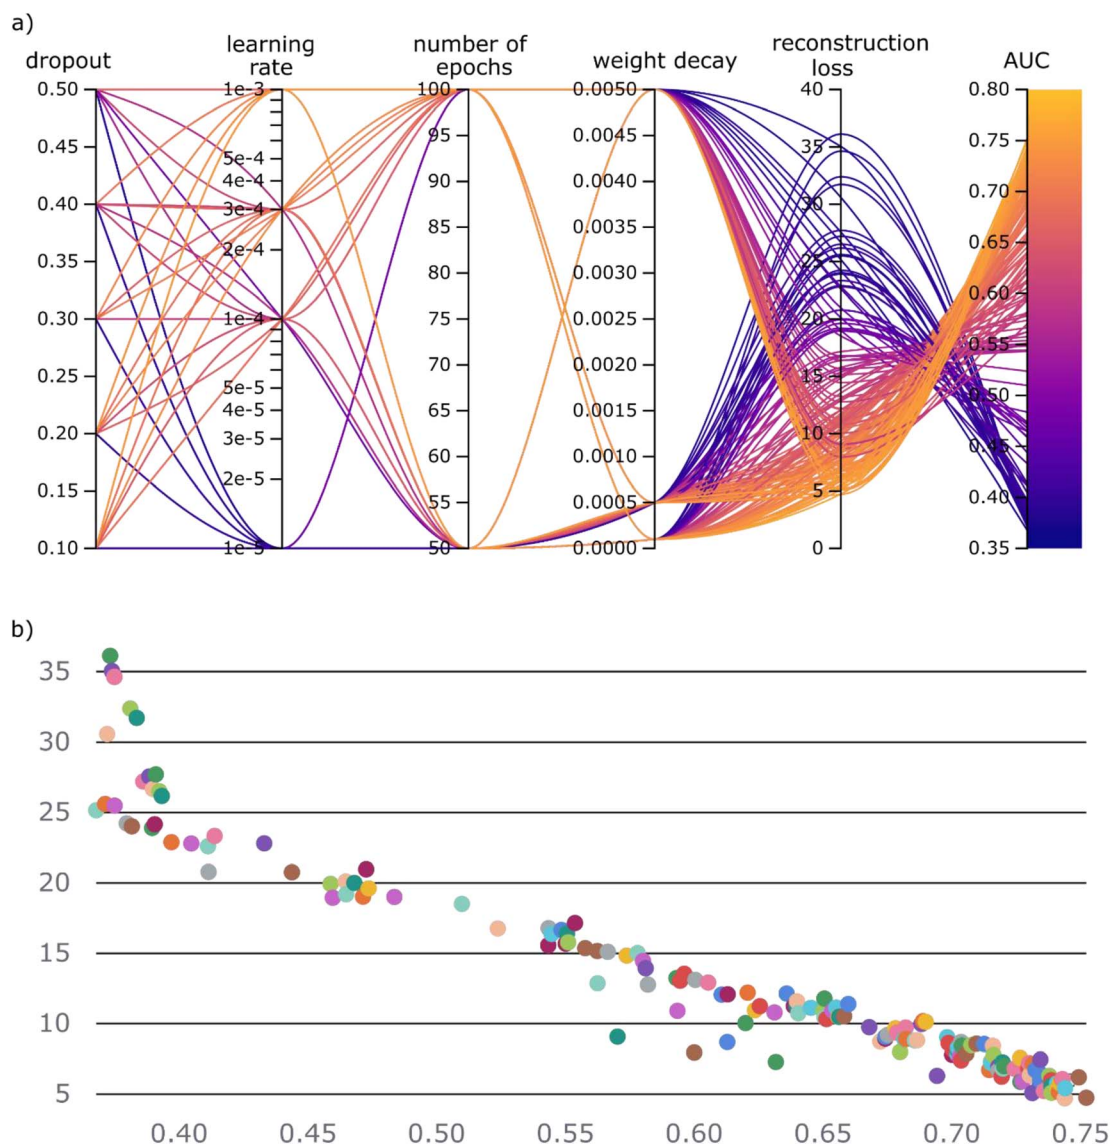 a)
dropout
learning
rate
number of
epochs
weight decay
reconstruction
loss
AUC
0.50
0.45
0.40
0.35
0.30
0.25
0.20
0.15
0.10
1e-3
5e-4
4e-4
3e-4
2e-4
1e-4
5e-5
4e-5
3e-5
2e-5
1e-5
100
95
90
85
80
75
70
65
60
55
50
0.0050
0.0045
0.0040
0.0035
0.0030
0.0025
0.0020
0.0015
0.0010
0.0005
0.0000
40
35
30
25
20
15
10
5
0
0.80
0.75
0.70
0.65
0.60
0.55
0.50
0.45
0.40
0.35
b)
35
30
25
20
15
10
5
0.40 0.45 0.50 0.55 0.60 0.65 0.70 0.75